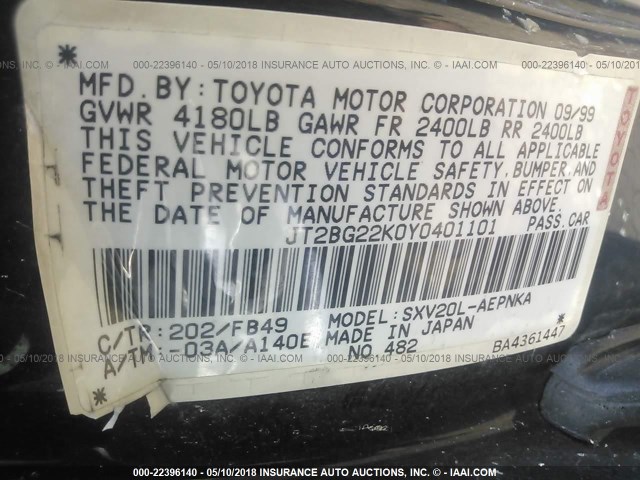 000-22396140 - 05/10/2018 INSURANCE AUTO AUCTIONS, INC. - © IAAI.COM
MFD. BY: TOYOTA MOTOR CORPORATION 09/99
GVWR 4180LB GAWR FR 2400LB RR 2400LB
THIS VEHICLE CONFORMS TO ALL APPLICABLE
FEDERAL MOTOR VEHICLE SAFETY, BUMPER, AND
THEFT PREVENTION STANDARDS IN EFFECT ON
THE DATE OF MANUFACTURE SHOWN ABOVE.
JT2BG22K0Y0401101 PASS. CAR
TOYOTA
C/TR: 202/FB49 MODEL: SXV20L-AEPNKA
A/TM: -03A/A140E MADE IN JAPAN
NO 482 BA4361447
000-22396140 - 05/10/2018 INSURANCE AUTO AUCTIONS, INC. - © IAAI.COM